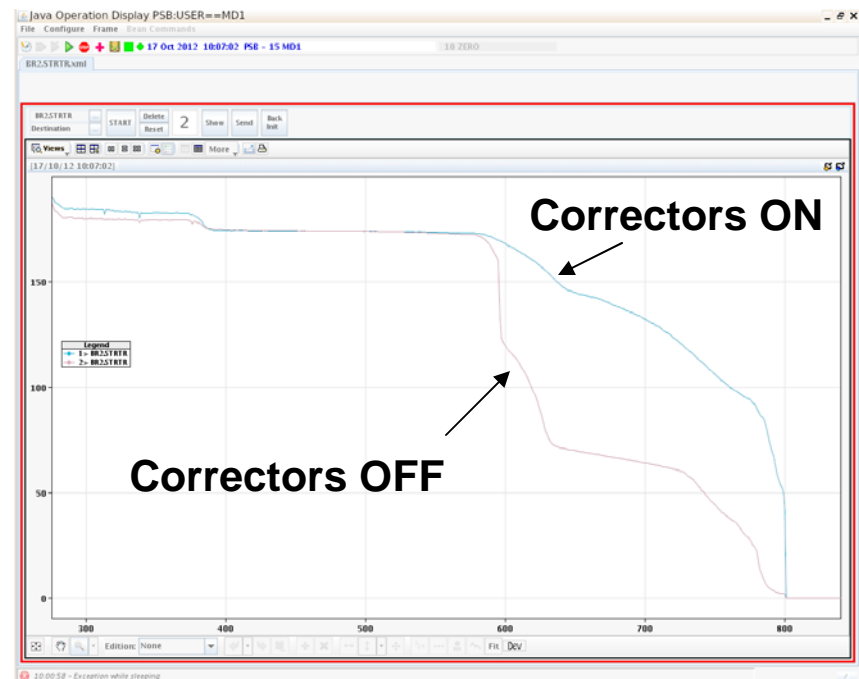 Java Operation Display PSB:USER==MD1
File Configure Frame Bean Commands
17 Oct 2012 10:07:02 PSB - 15 MD1 10 ZERO
BR2.STRTR.xml
BR2.STRTR START Delete 2 Show Send Back
Destination Reset Init
Views More
[17/10/12 10:07:02]
Correctors ON
150
Legend
1> BR2.STRTR
2> BR2.STRTR
100
Correctors OFF
50
0
300 400 500 600 700 800
Edition: None Fit Dev
10:00:58 - Exception while sleeping